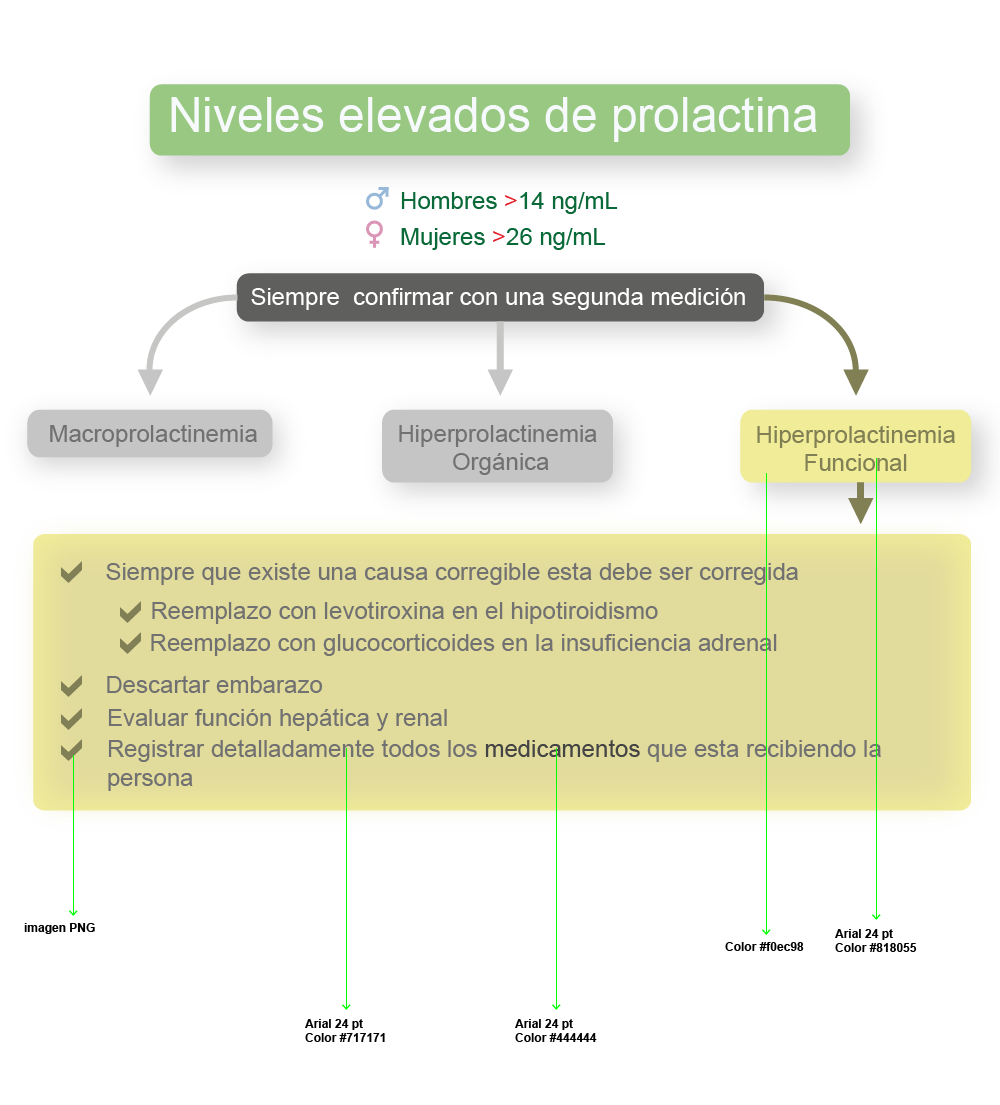 Niveles elevados de prolactina
Hombres >14 ng/mL
Mujeres >26 ng/mL
Siempre confirmar con una segunda medición
Macroprolactinemia
Hiperprolactinemia
Orgánica
Hiperprolactinemia
Funcional
Siempre que existe una causa corregible esta debe ser corregida
Reemplazo con levotiroxina en el hipotiroidismo
Reemplazo con glucocorticoides en la insuficiencia adrenal
Descartar embarazo
Evaluar función hepática y renal
Registrar detalladamente todos los medicamentos que esta recibiendo la
persona
imagen PNG
Color #f0ec98
Arial 24 pt
Color #818055
Arial 24 pt
Color #717171
Arial 24 pt
Color #444444